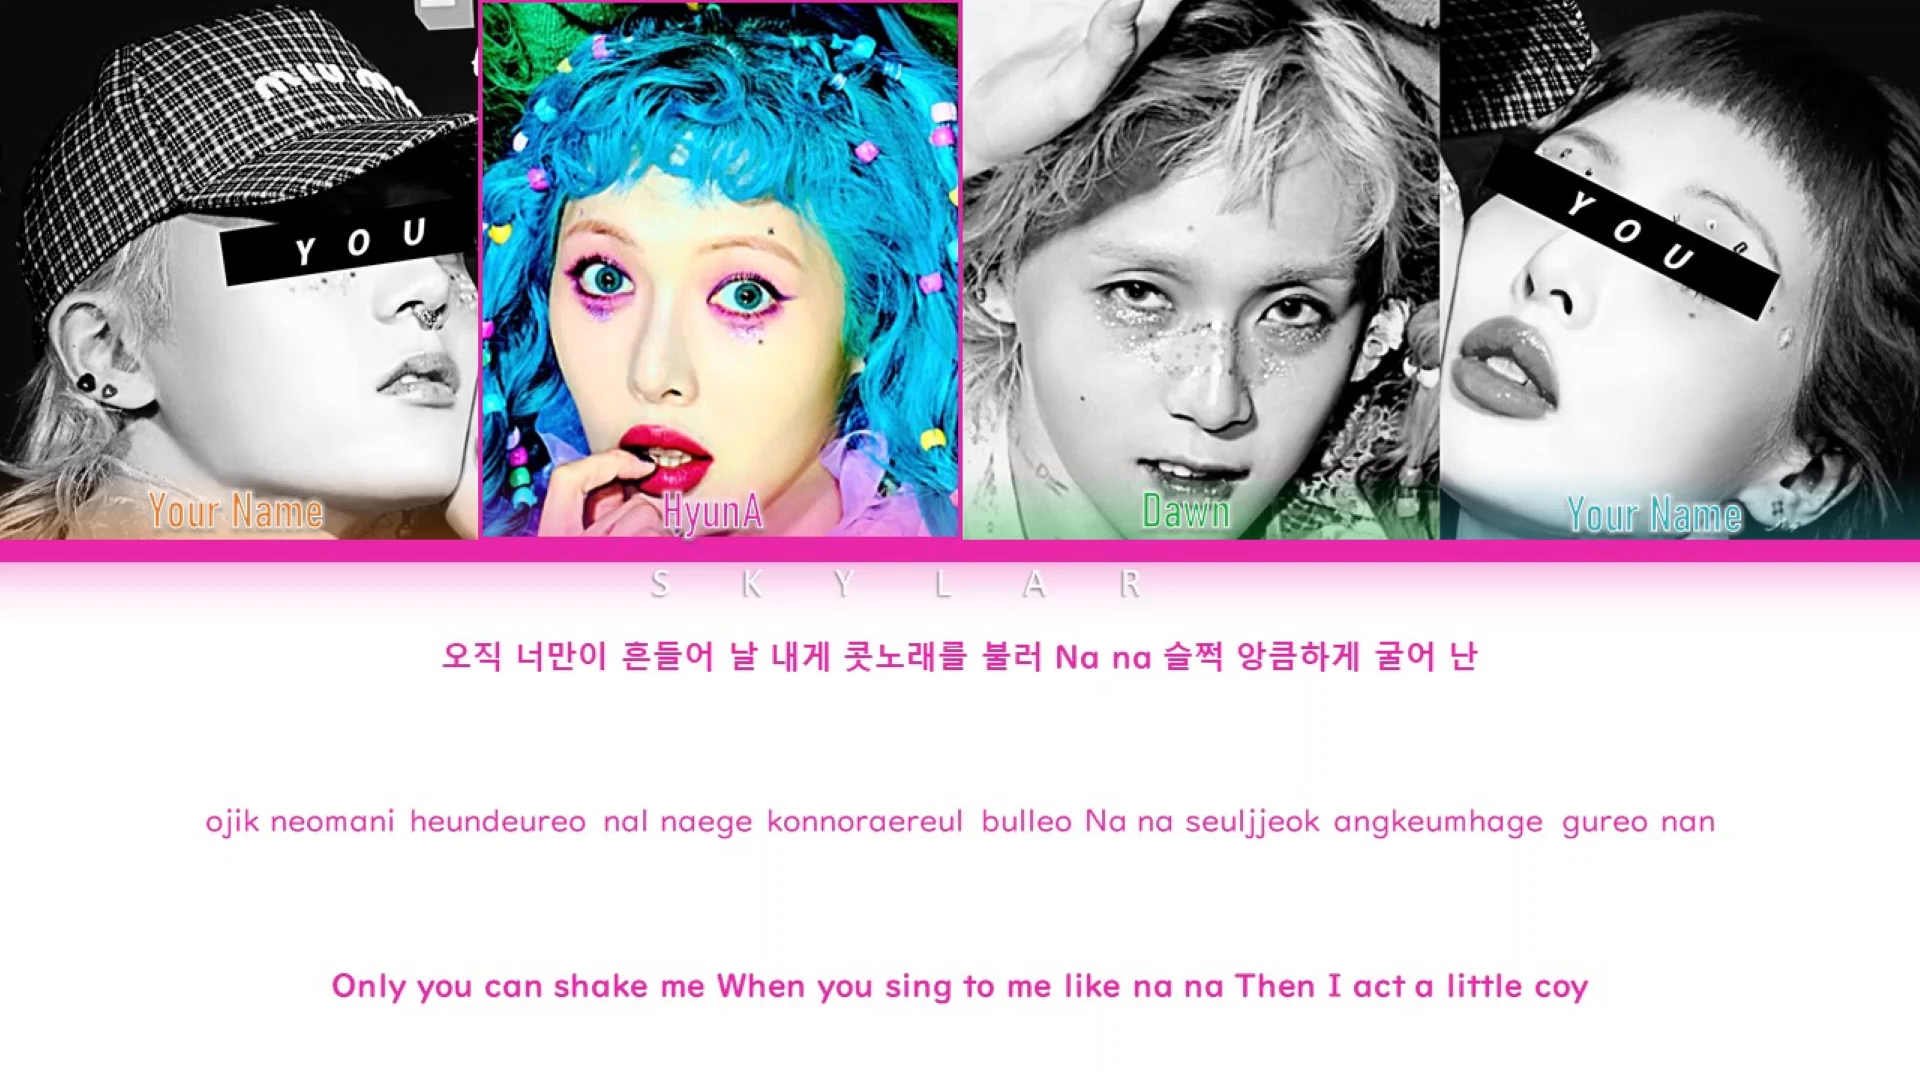 MIU M
YOU
YOU
Your Name
HyunA
Dawn
Your Name
SKYLAR
오직 너만이 흔들어 날 내게 콧노래를 불러 Na na 슬쩍 앙큼하게 굴어 난
ojik neomani heundeureo nal naege konnoraereul bulleo Na na seuljjeok angkeumhage gureo nan
Only you can shake me When you sing to me like na na Then I act a little coy